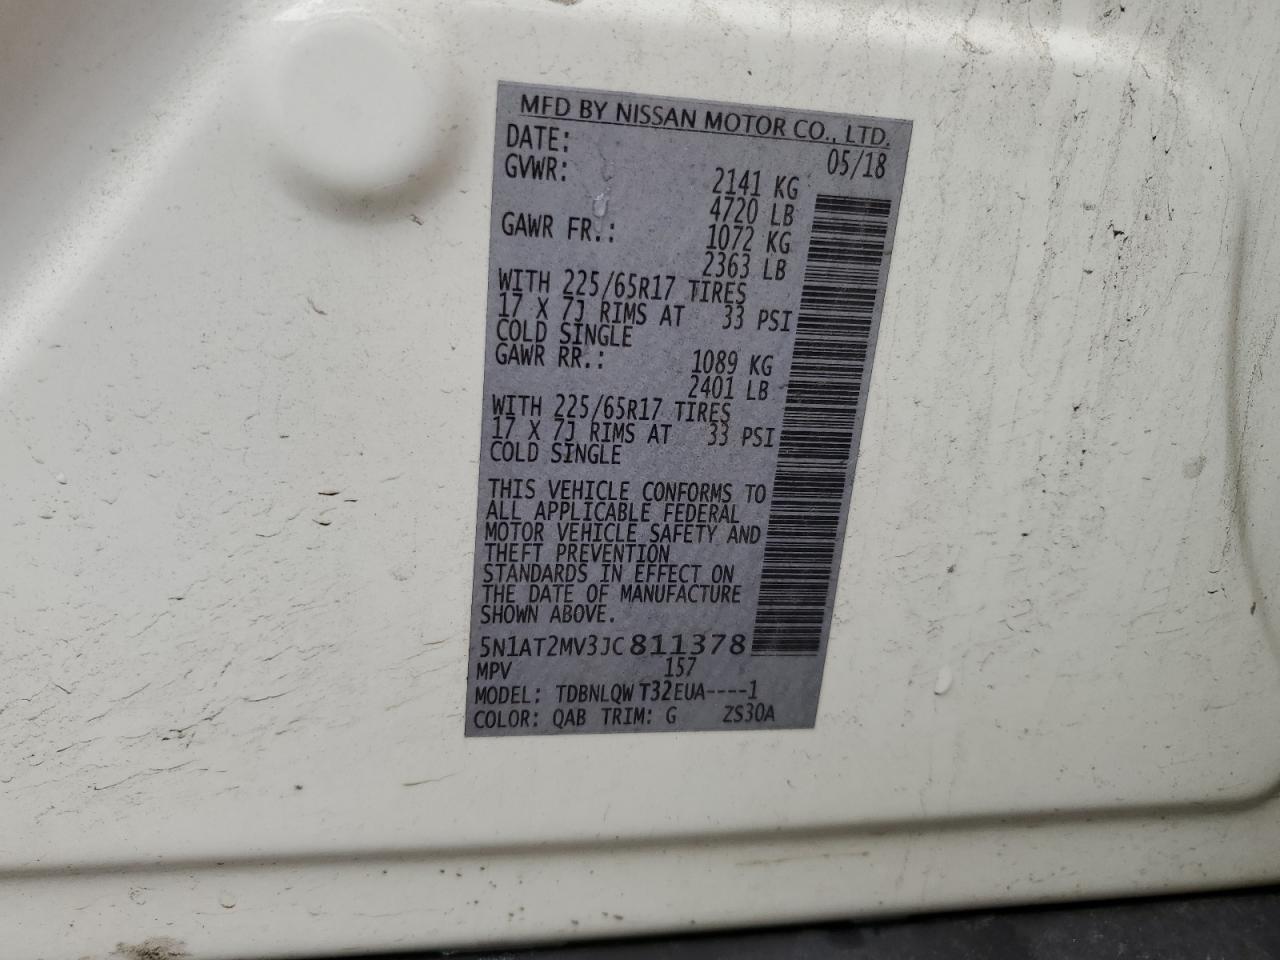 MFD BY NISSAN MOTOR CO., LTD.
DATE: 05/18
GVWR: 2141 KG
4720 LB
GAWR FR.: 1072 KG
2363 LB
WITH 225/65R17 TIRES
17 X 7J RIMS AT 33 PSI
COLD SINGLE
GAWR RR.: 1089 KG
2401 LB
WITH 225/65R17 TIRES
17 X 7J RIMS AT 33 PSI
COLD SINGLE
THIS VEHICLE CONFORMS TO
ALL APPLICABLE FEDERAL
MOTOR VEHICLE SAFETY AND
THEFT PREVENTION
STANDARDS IN EFFECT ON
THE DATE OF MANUFACTURE
SHOWN ABOVE.
5N1AT2MV3JC811378
MPV 157
MODEL: TDBNLQW T32EUA----1
COLOR: QAB TRIM: G ZS30A